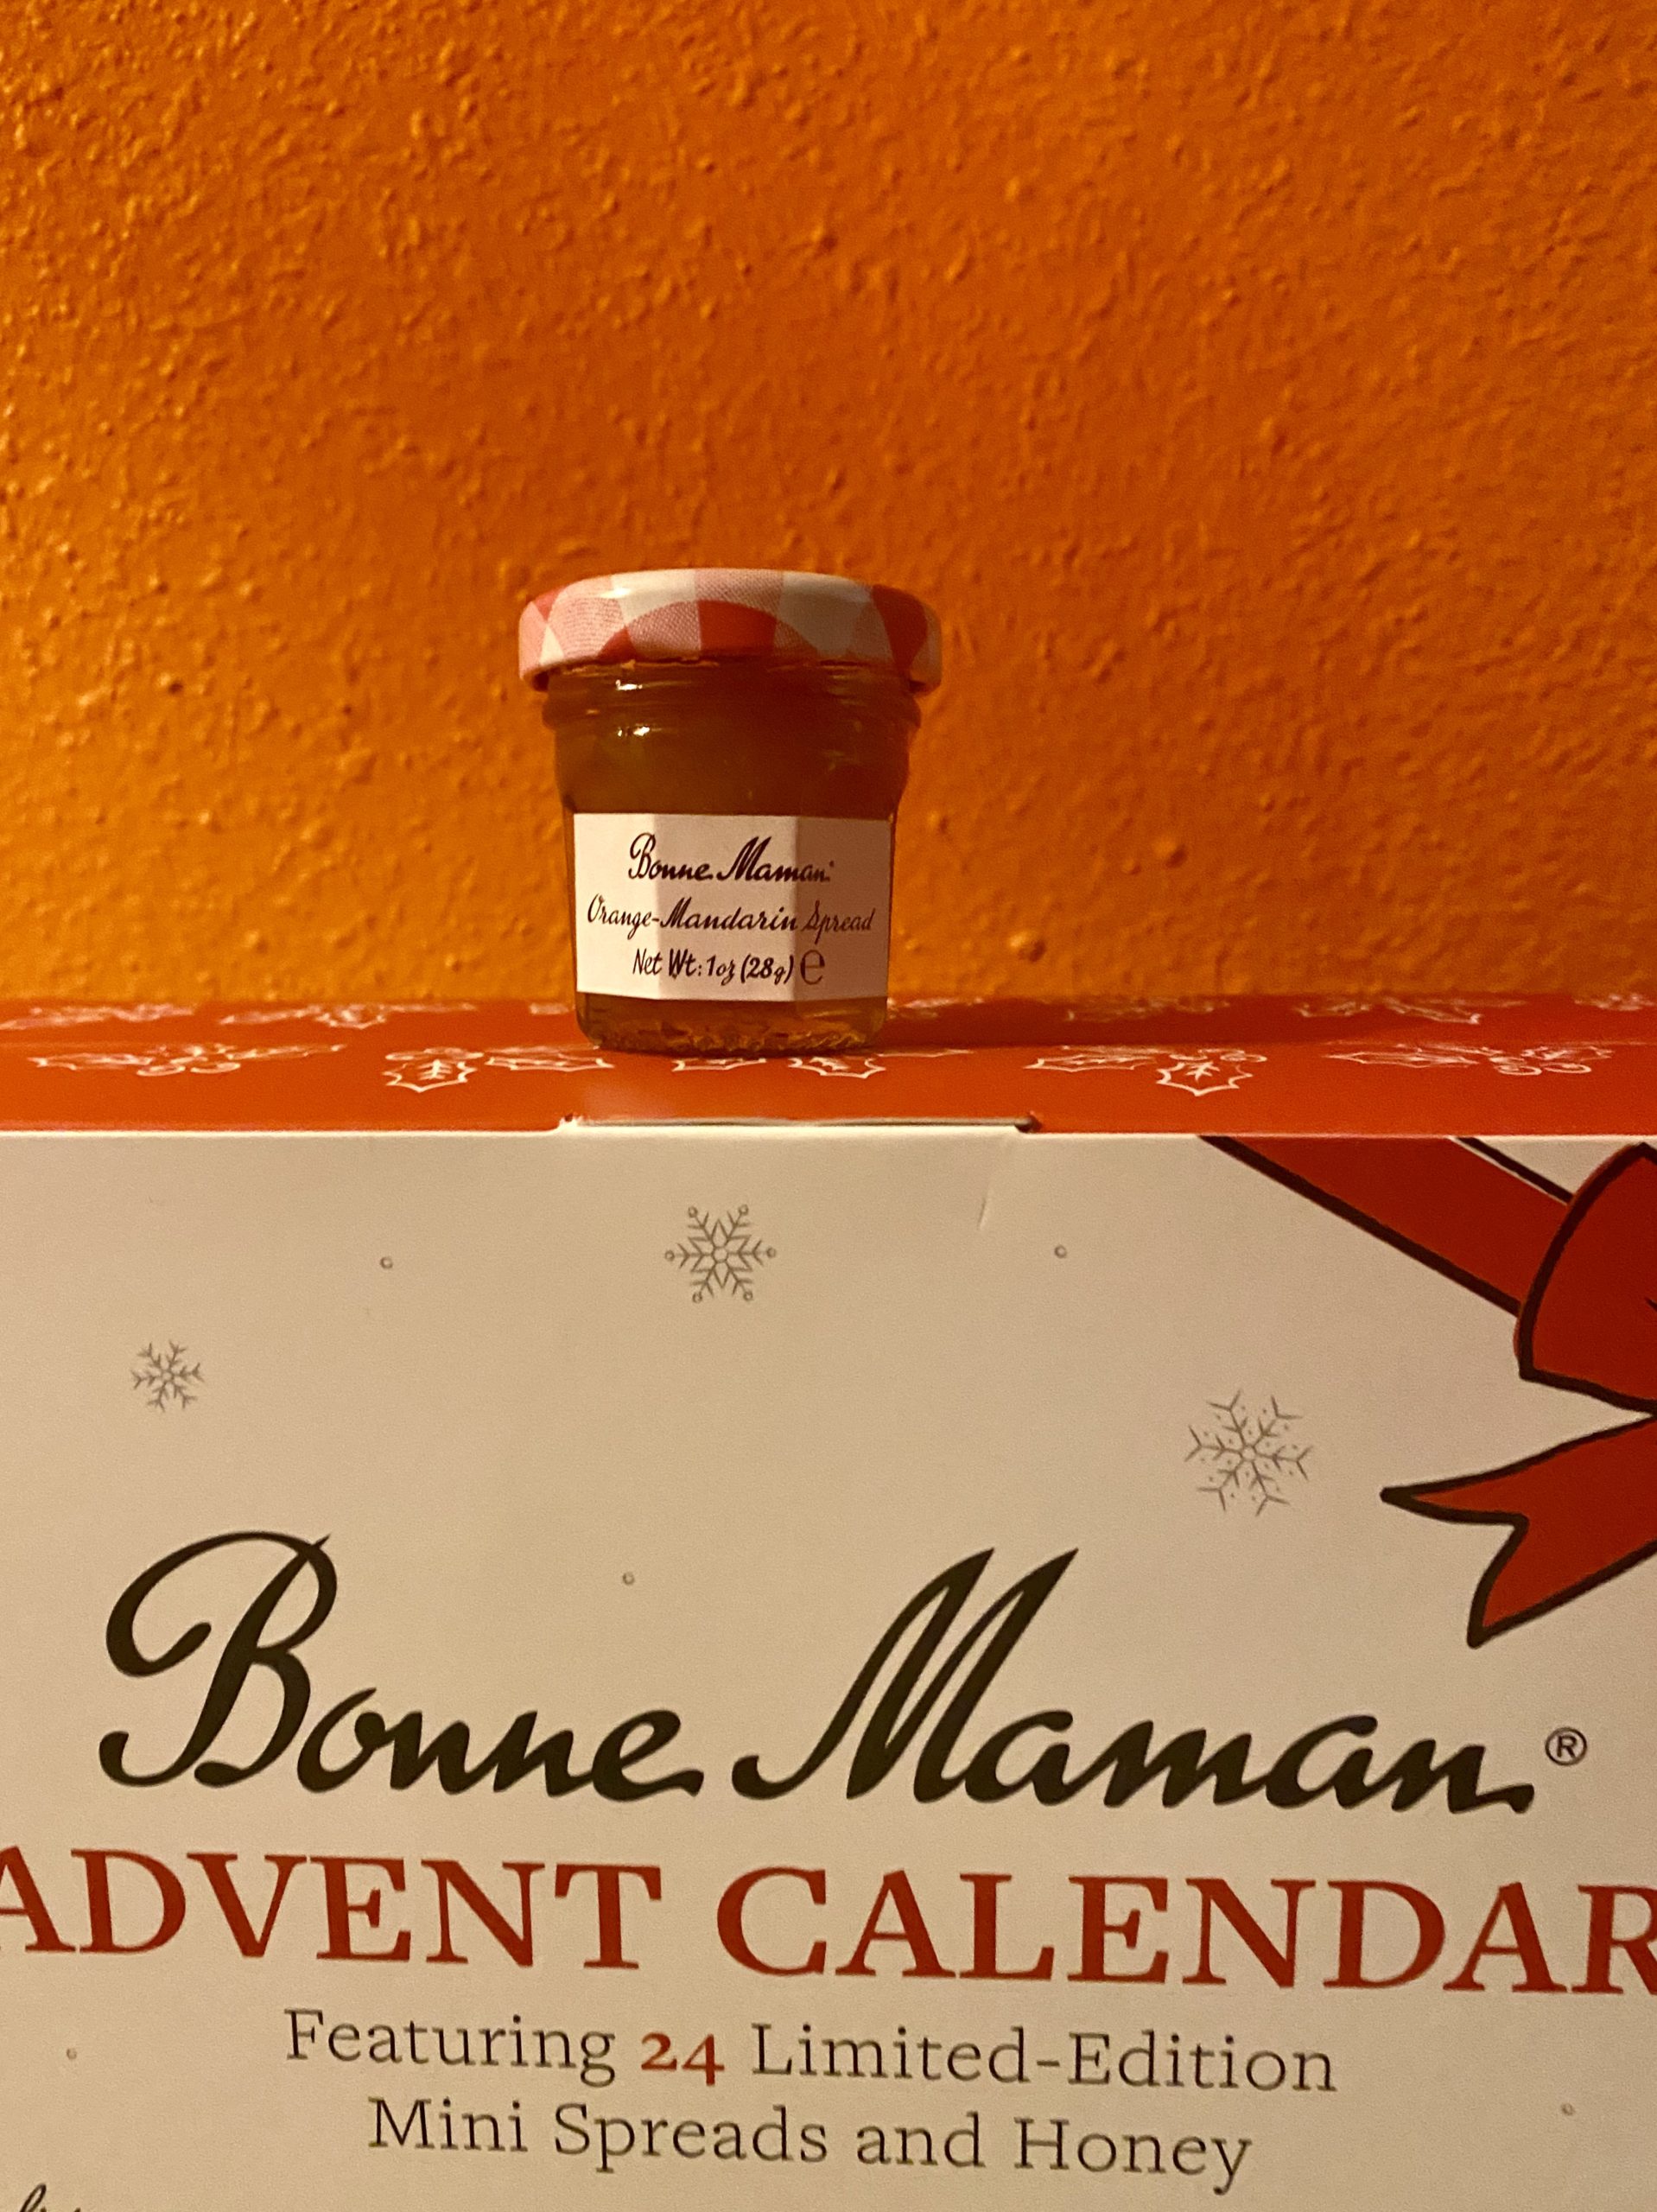 Bonne Maman®
Orange-Mandarin Spread
Net Wt: 1oz (28g) ℮
Bonne Maman®
ADVENT CALENDAR
Featuring 24 Limited-Edition
Mini Spreads and Honey